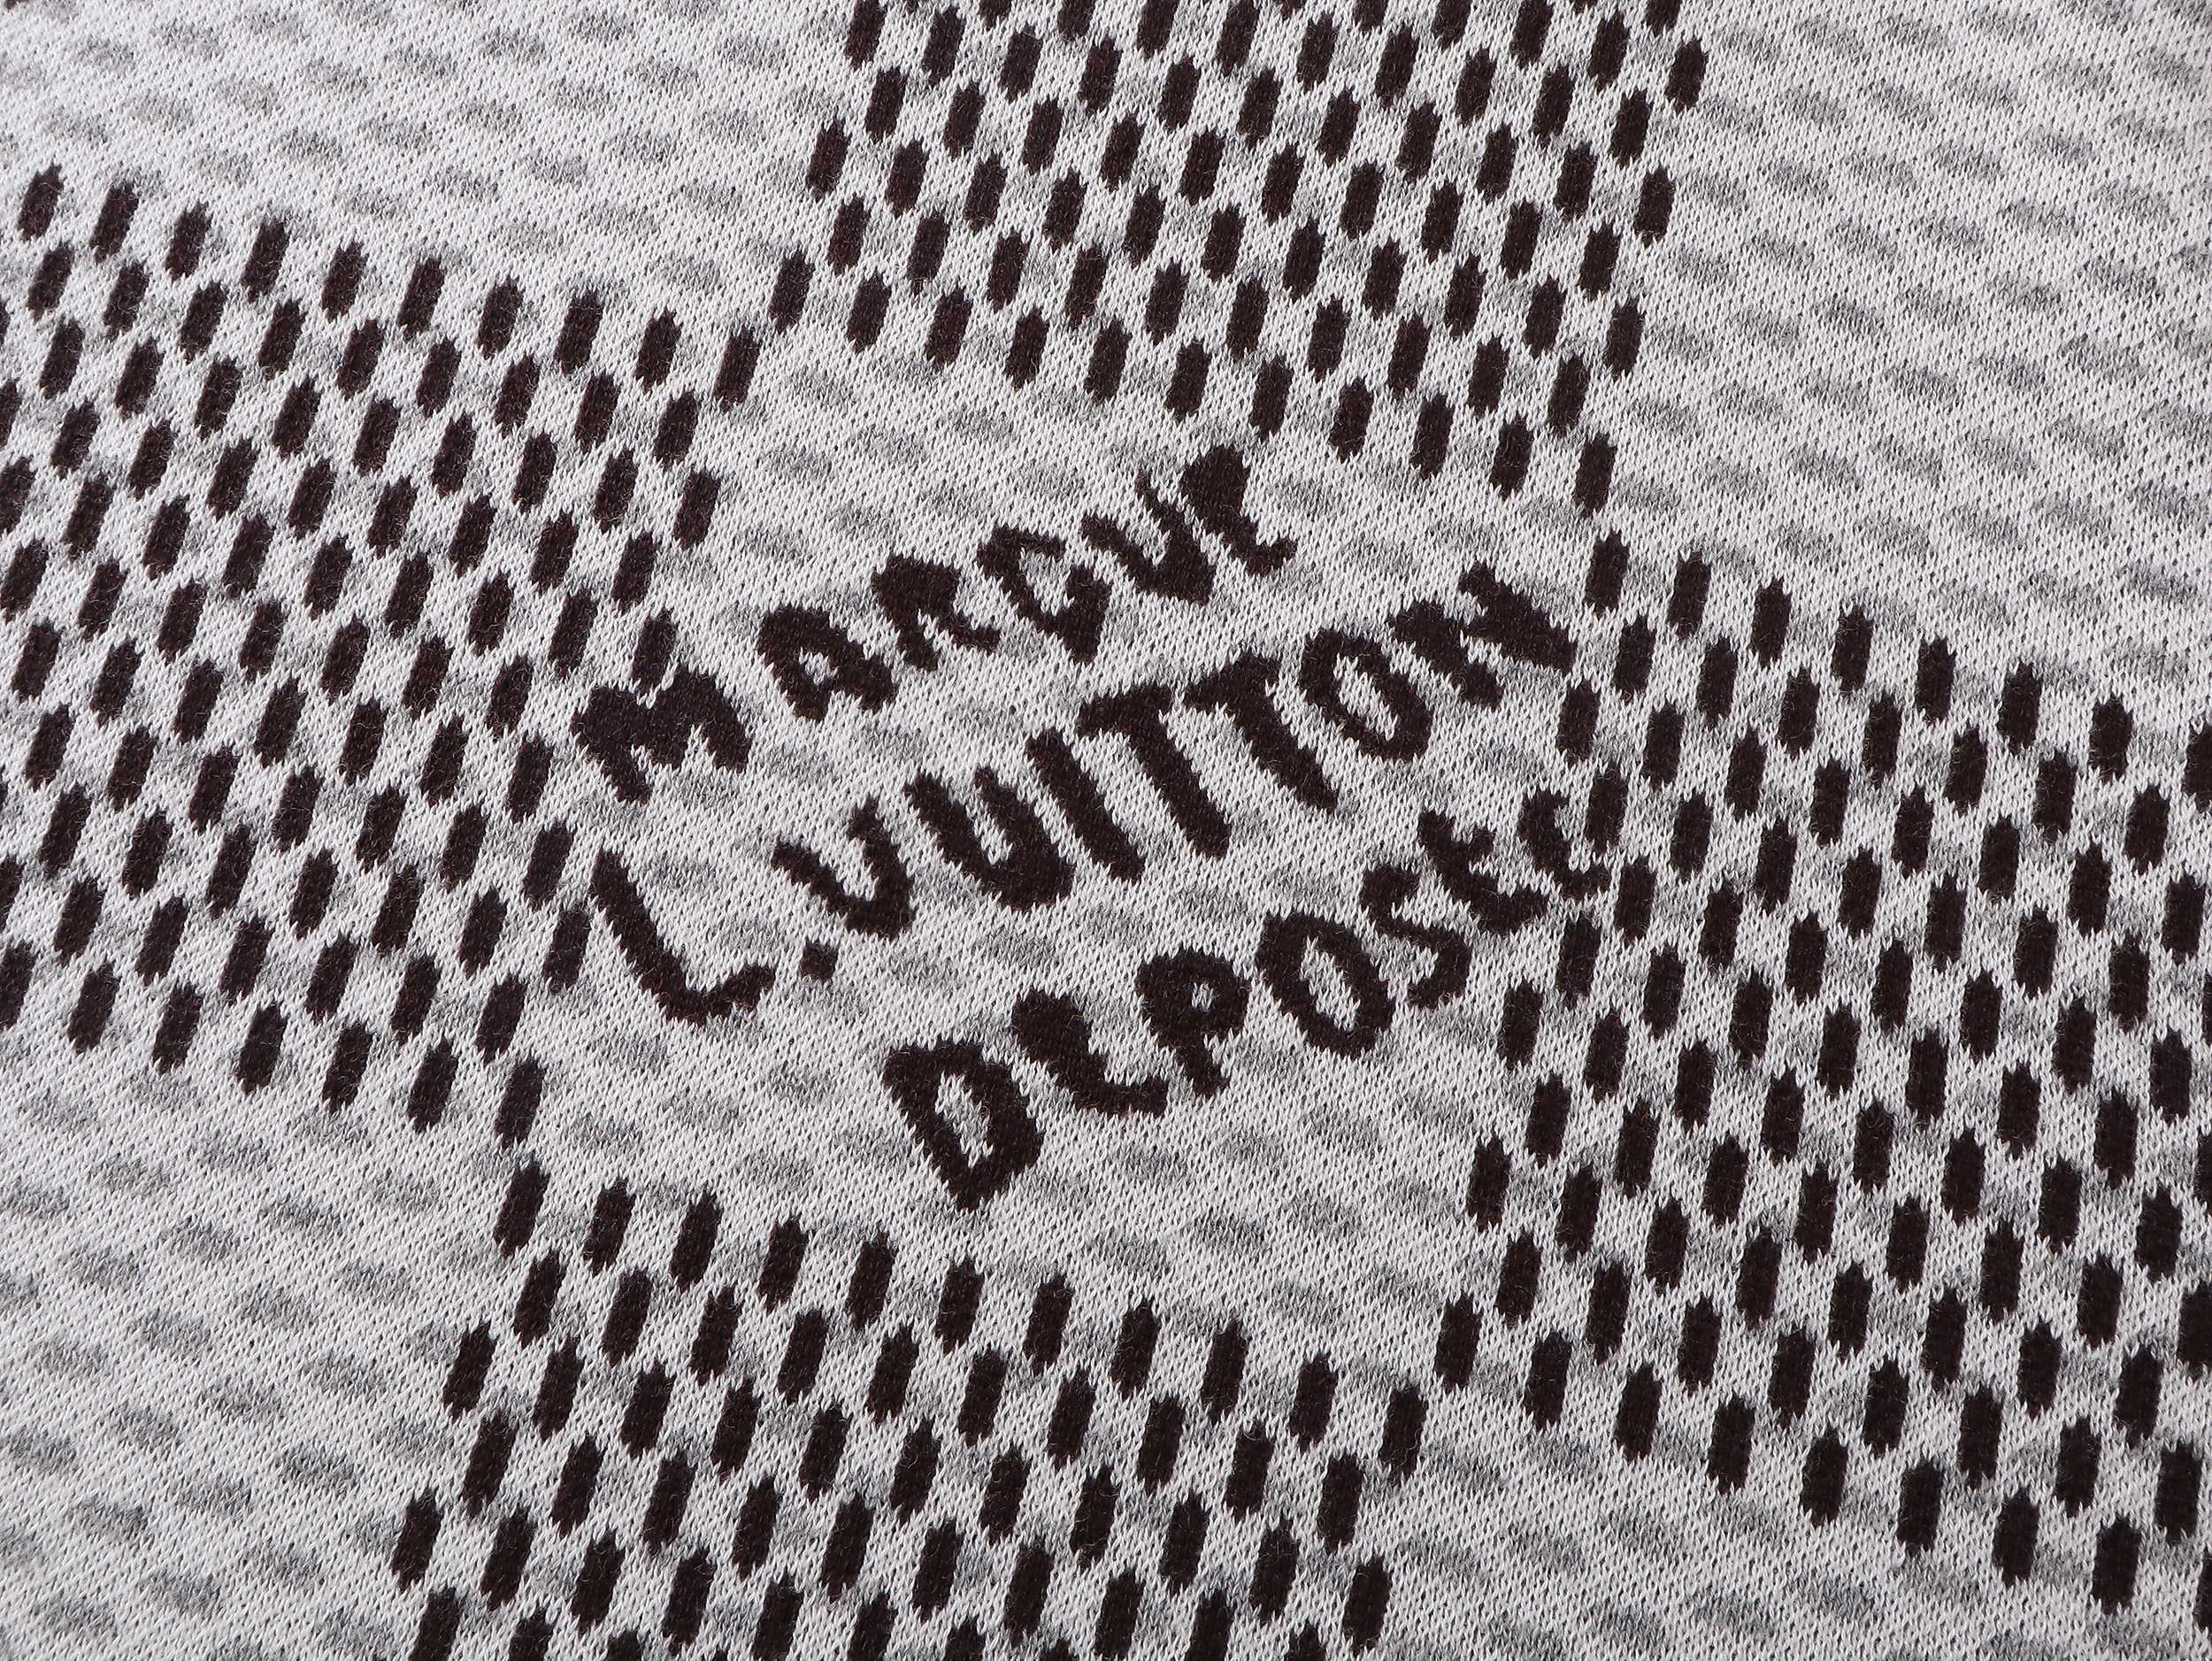 MARQUE
L. VUITTON
DEPOSEE